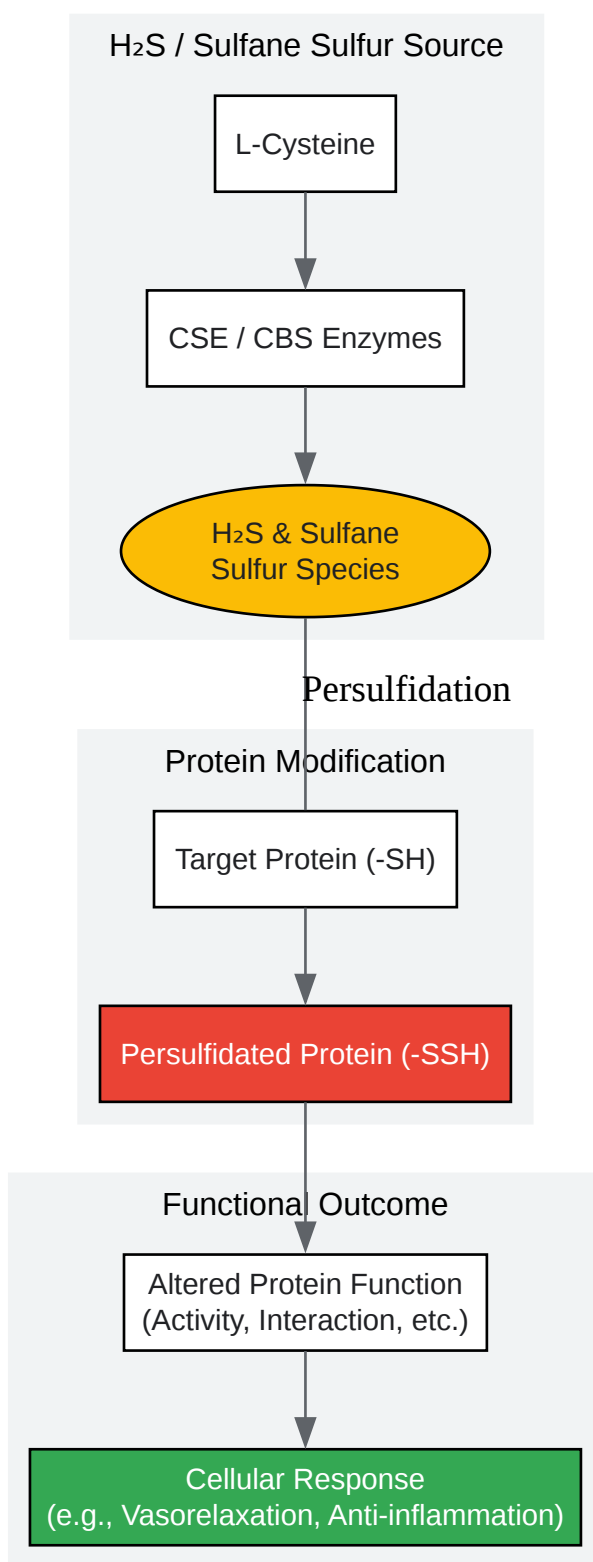 H₂S / Sulfane Sulfur Source
L-Cysteine
CSE / CBS Enzymes
H₂S & Sulfane
Sulfur Species
Persulfidation
Protein Modification
Target Protein (-SH)
Persulfidated Protein (-SSH)
Functional Outcome
Altered Protein Function
(Activity, Interaction, etc.)
Cellular Response
(e.g., Vasorelaxation, Anti-inflammation)